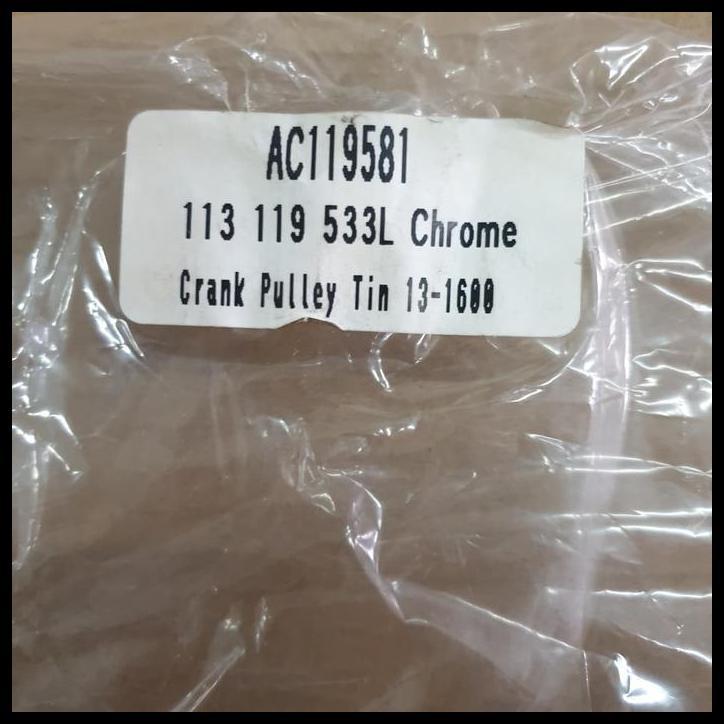 AC119581
113 119 533L Chrome
Crank Pulley Tin 13-1600